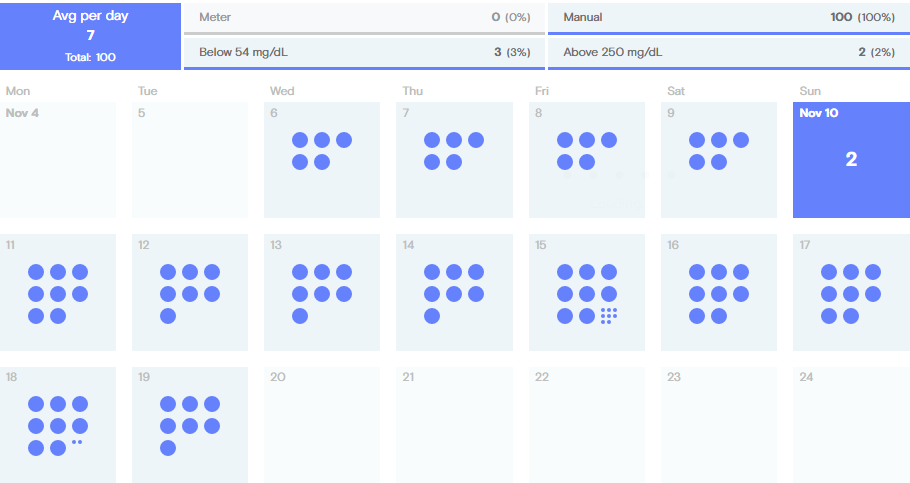 Avg per day
7
Total: 100
Meter 0 (0%)
Manual 100 (100%)
Below 54 mg/dL 3 (3%)
Above 250 mg/dL 2 (2%)
Mon Tue Wed Thu Fri Sat Sun
Nov 4 5 6 7 8 9 Nov 10
2
11 12 13 14 15 16 17
18 19 20 21 22 23 24